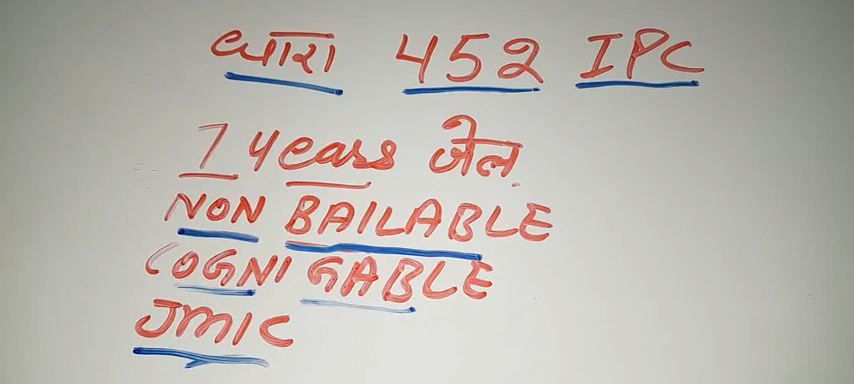 धारा 452 IPC
7 years जेल
NON BAILABLE
COGNIGABLE
JMIC